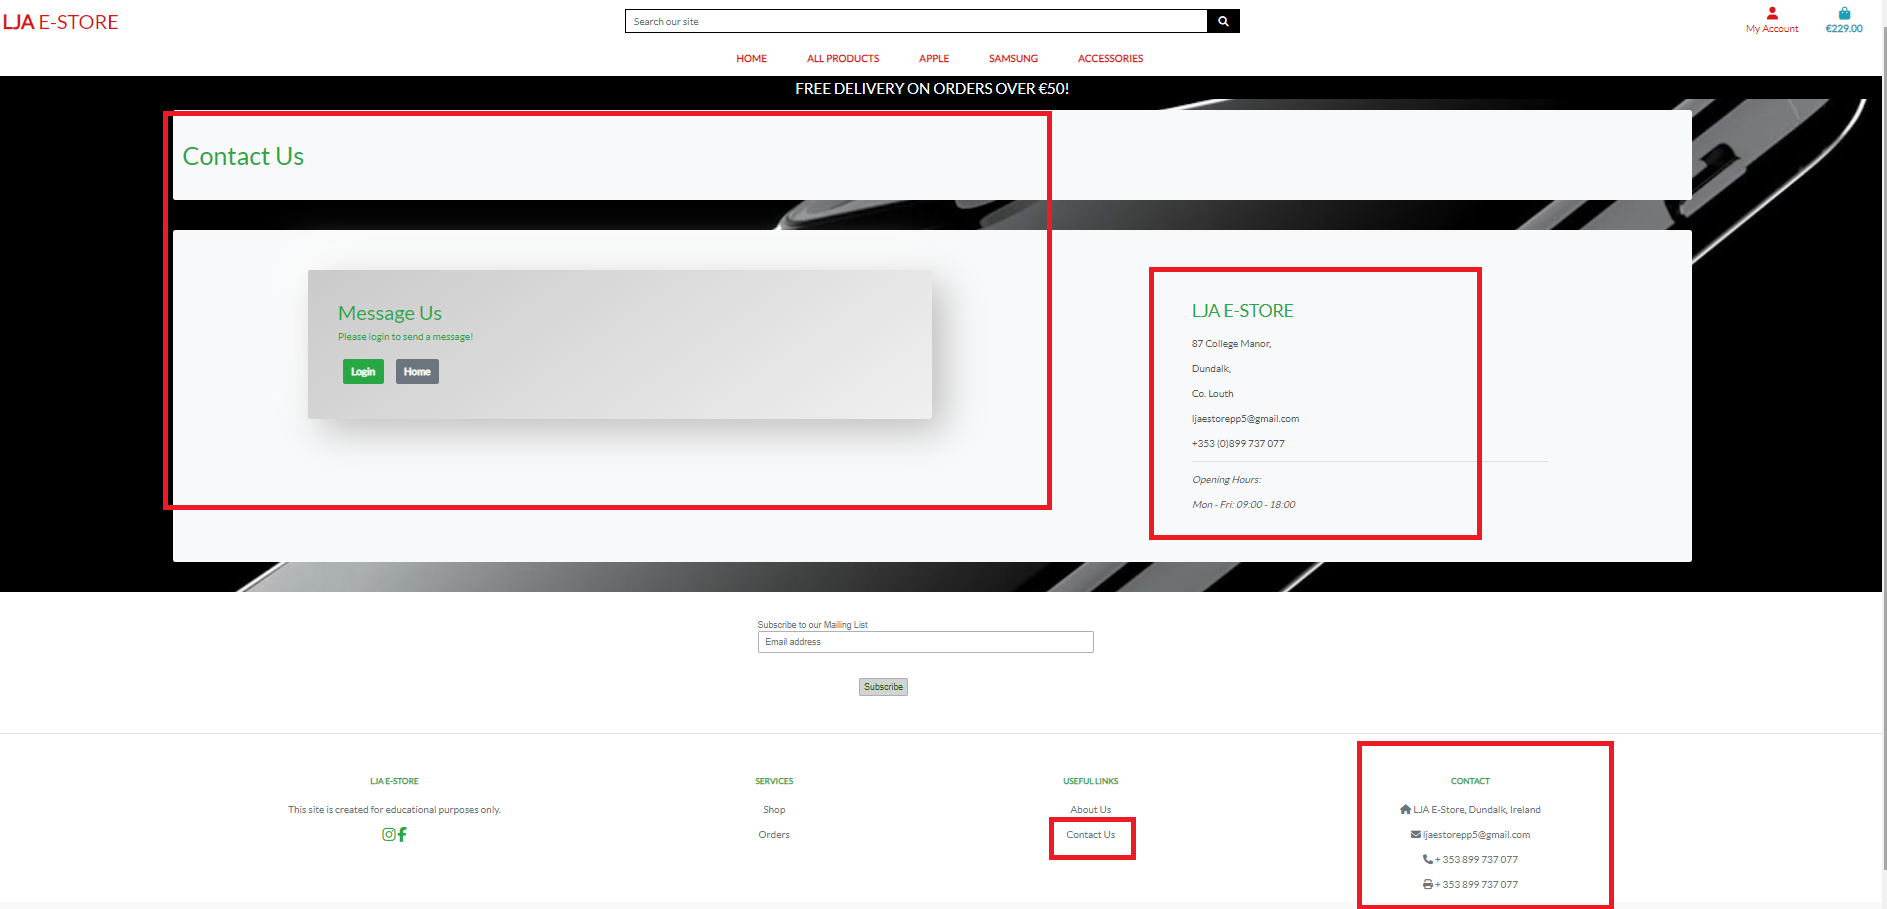 LJA E-STORE
Search our site
My Account
€229.00
HOME
ALL PRODUCTS
APPLE
SAMSUNG
ACCESSORIES
FREE DELIVERY ON ORDERS OVER €50!
Contact Us
Message Us
Please login to send a message!
Login
Home
LJA E-STORE
87 College Manor,
Dundalk,
Co. Louth
ljaestorepp5@gmail.com
+353 (0)899 737 077
Opening Hours:
Mon - Fri: 09:00 - 18:00
Subscribe to our Mailing List
Email address
Subscribe
LJA E-STORE
This site is created for educational purposes only.
SERVICES
Shop
Orders
USEFUL LINKS
About Us
Contact Us
CONTACT
LJA E-Store, Dundalk, Ireland
ljaestorepp5@gmail.com
+ 353 899 737 077
+ 353 899 737 077